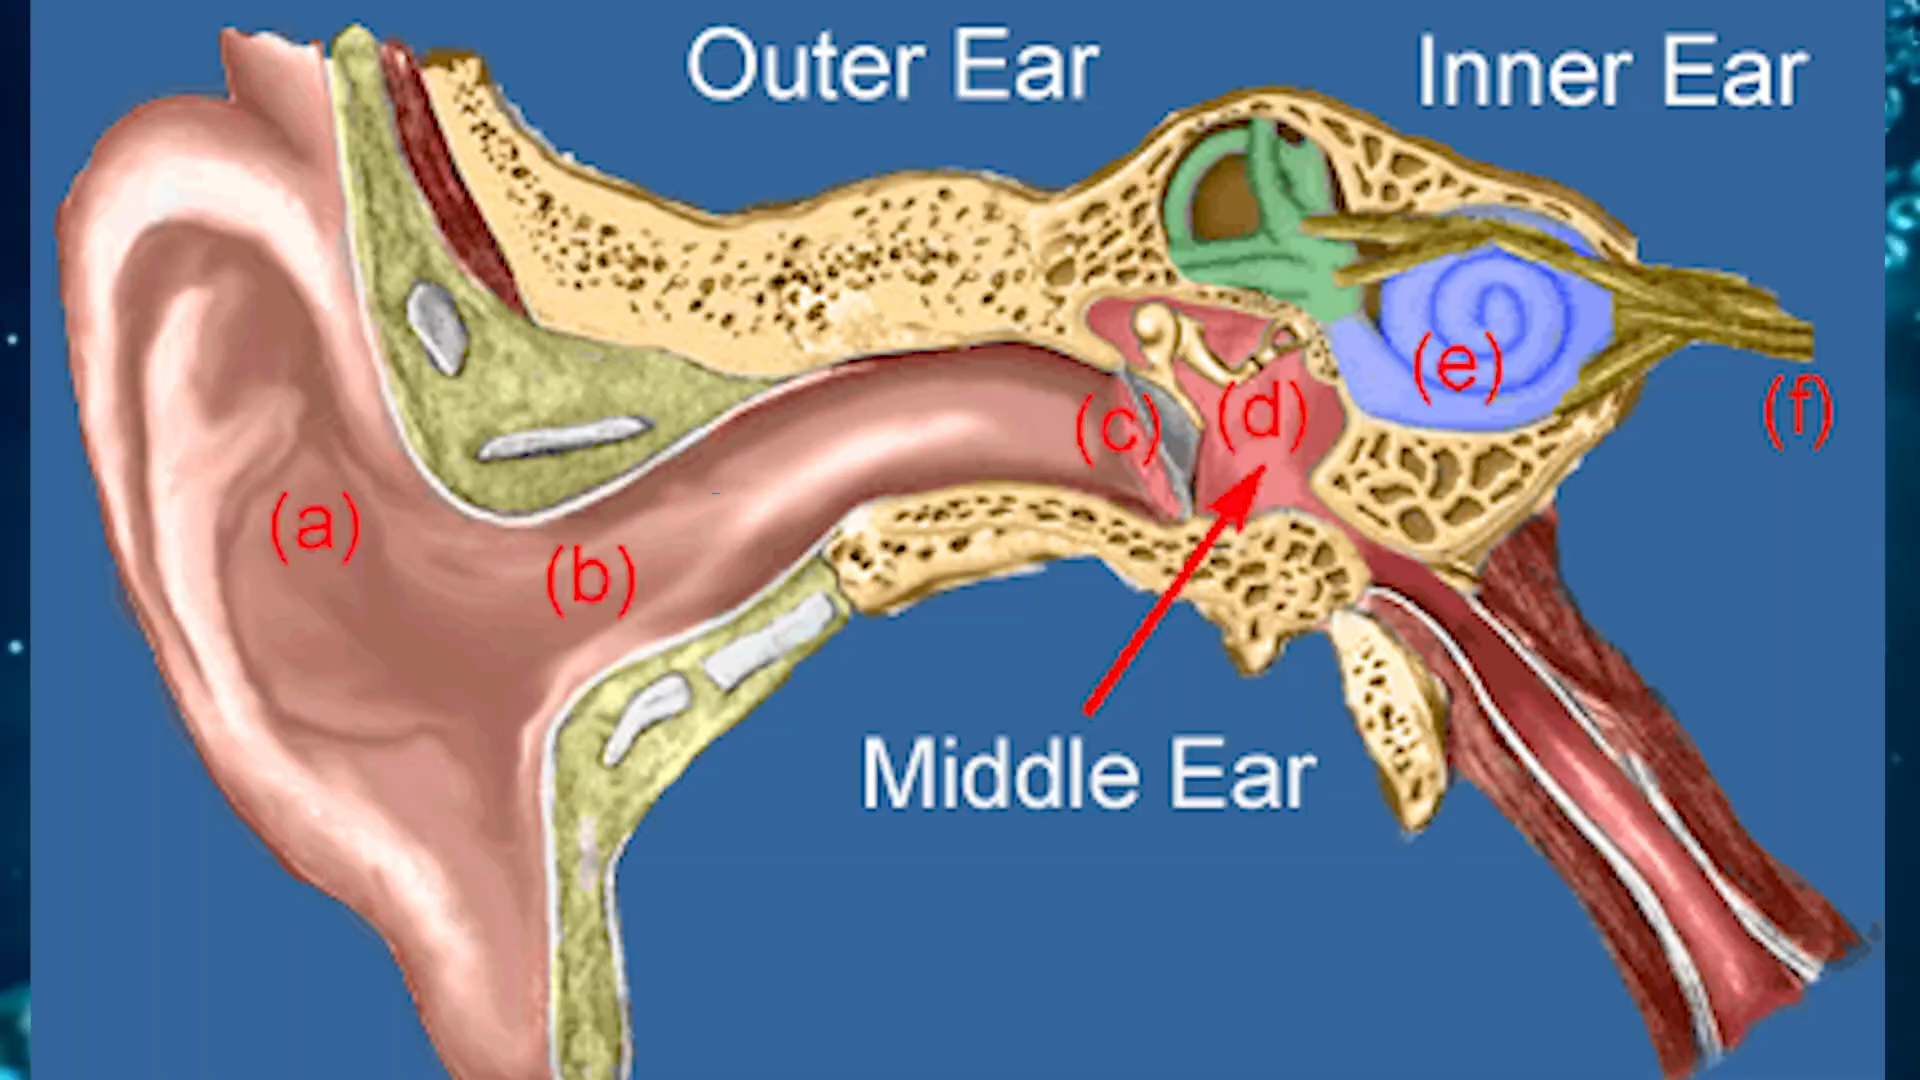 Outer Ear
Inner Ear
(a)
(b)
(c)
(d)
(e)
(f)
Middle Ear